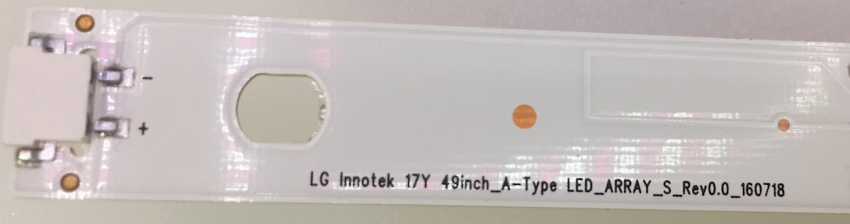 -
+
LG Innotek 17Y 49inch_A-Type LED_ARRAY_S_Rev0.0_160718